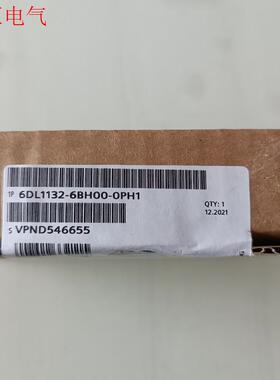 电气
1P 6DL1132-6BH00-0PH1
QTY: 1
12.2021
S VPND546655